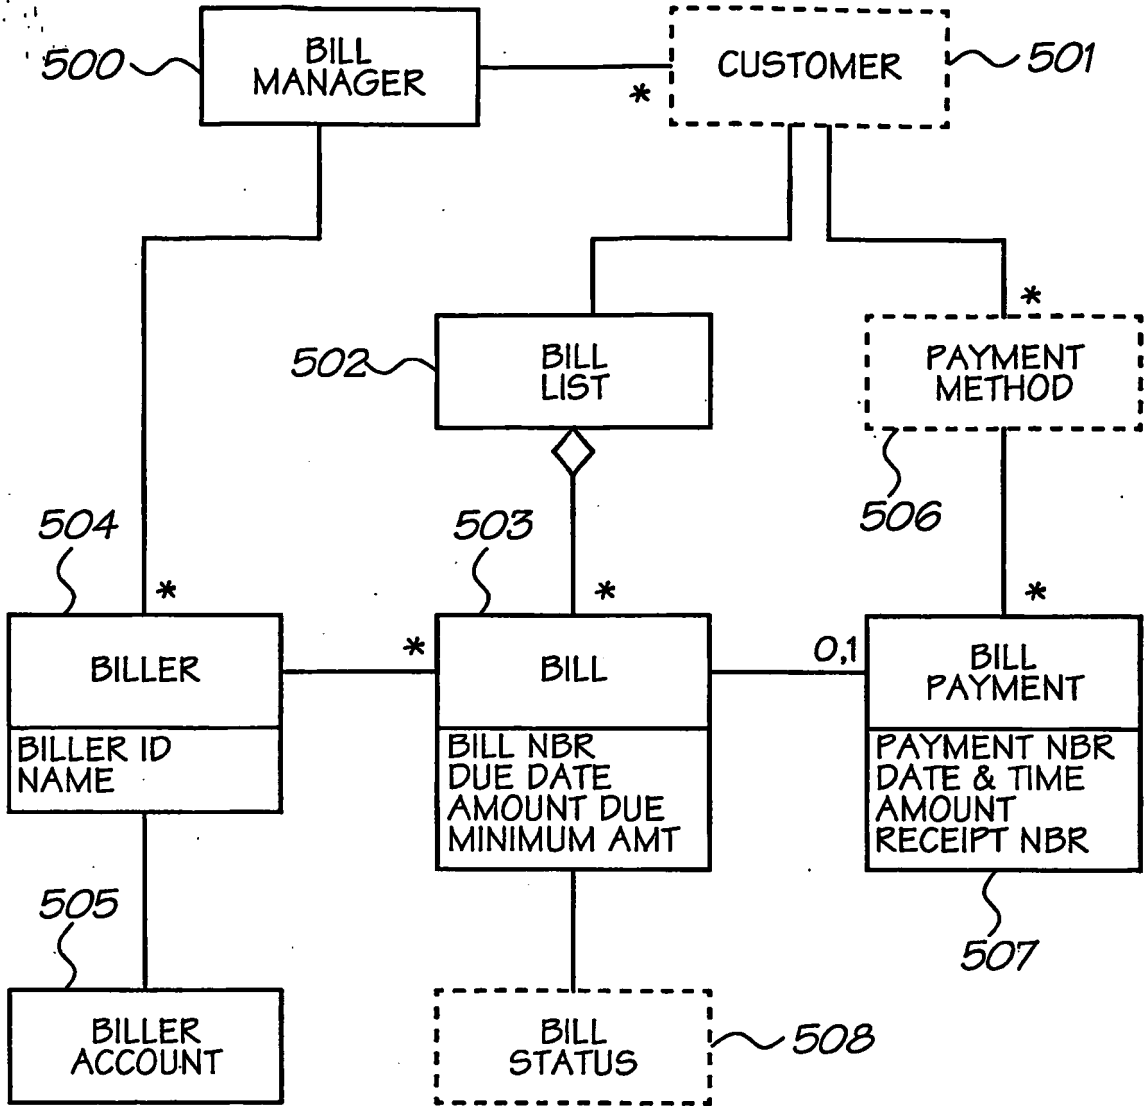 500
BILL
MANAGER
*
CUSTOMER
501
502
BILL
LIST
*
PAYMENT
METHOD
506
504
*
503
*
*
BILLER
BILLER ID
NAME
*
BILL
BILL NBR
DUE DATE
AMOUNT DUE
MINIMUM AMT
0,1
BILL
PAYMENT
PAYMENT NBR
DATE & TIME
AMOUNT
RECEIPT NBR
507
505
BILLER
ACCOUNT
BILL
STATUS
508